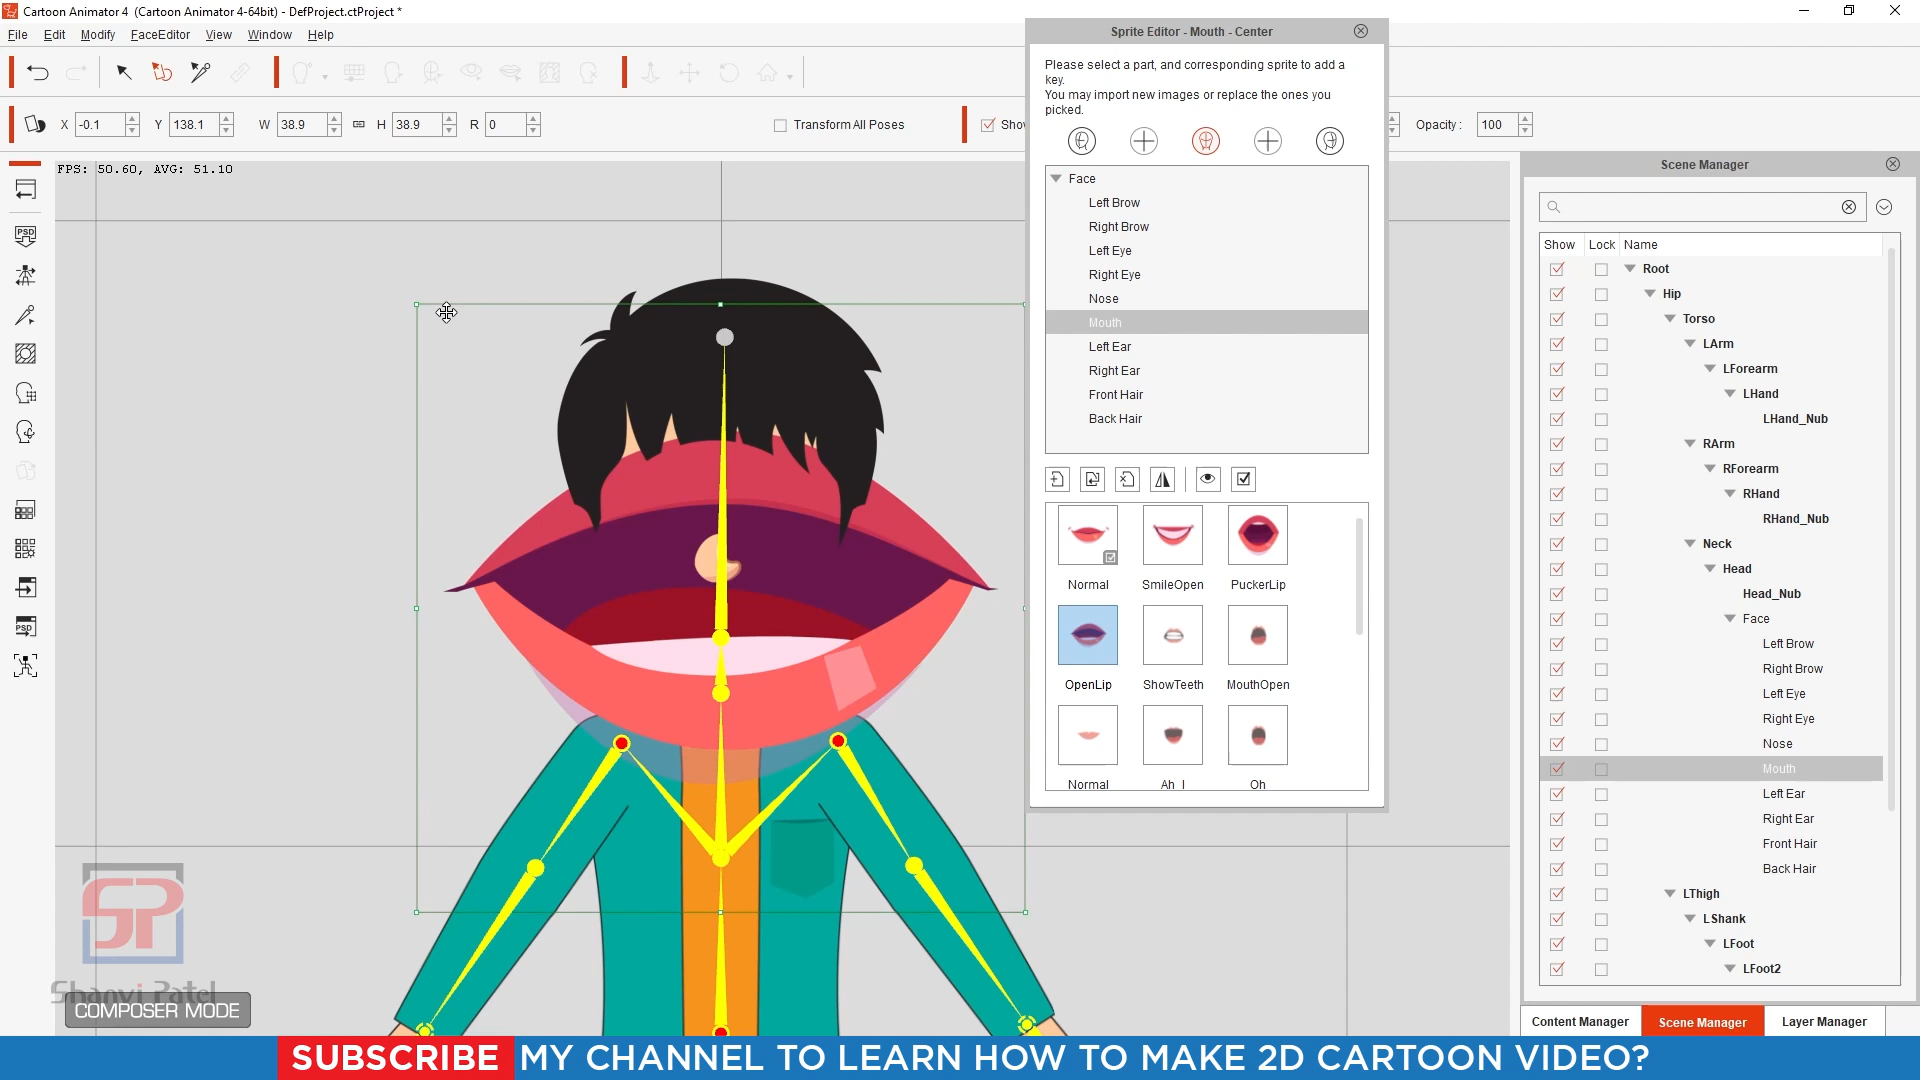 Cartoon Animator 4 (Cartoon Animator 4-64bit) - DefProject.ctProject *
File Edit Modify FaceEditor View Window Help
X -0.1 Y 138.1 W 38.9 H 38.9 R 0 Transform All Poses Opacity : 100
FPS: 50.60, AVG: 51.10
Sprite Editor - Mouth - Center
Please select a part, and corresponding sprite to add a
key.
You may import new images or replace the ones you
picked.
Face
Left Brow
Right Brow
Left Eye
Right Eye
Nose
Mouth
Left Ear
Right Ear
Front Hair
Back Hair
Normal SmileOpen PuckerLip
OpenLip ShowTeeth MouthOpen
Normal Ah_I Oh
Scene Manager
Show Lock Name
Root
Hip
Torso
LArm
LForearm
LHand
LHand_Nub
RArm
RForearm
RHand
RHand_Nub
Neck
Head
Head_Nub
Face
Left Brow
Right Brow
Left Eye
Right Eye
Nose
Mouth
Left Ear
Right Ear
Front Hair
Back Hair
LThigh
LShank
LFoot
LFoot2
Content Manager Scene Manager Layer Manager
PSD
PSD
SP
Shanvi Patel
COMPOSER MODE
SUBSCRIBE MY CHANNEL TO LEARN HOW TO MAKE 2D CARTOON VIDEO?